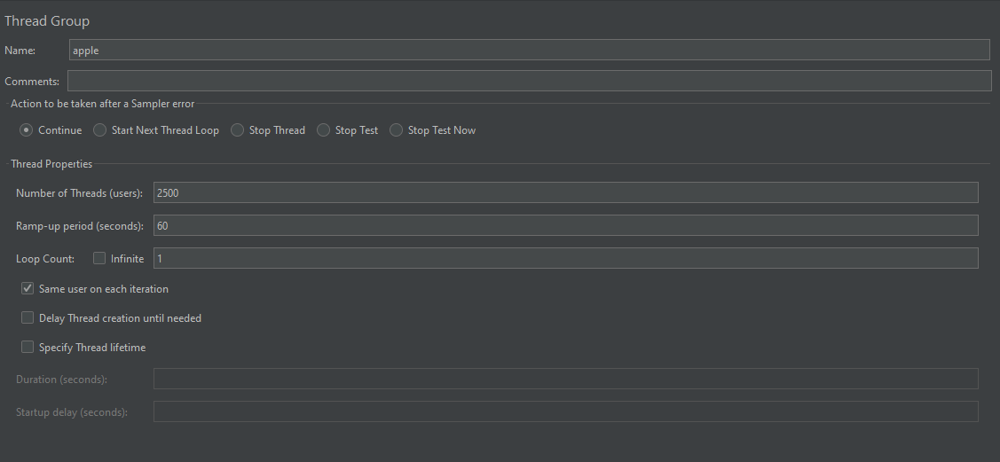 Thread Group
Name: apple
Comments:
Action to be taken after a Sampler error
Continue Start Next Thread Loop Stop Thread Stop Test Stop Test Now
Thread Properties
Number of Threads (users): 2500
Ramp-up period (seconds): 60
Loop Count: Infinite 1
Same user on each iteration
Delay Thread creation until needed
Specify Thread lifetime
Duration (seconds):
Startup delay (seconds):